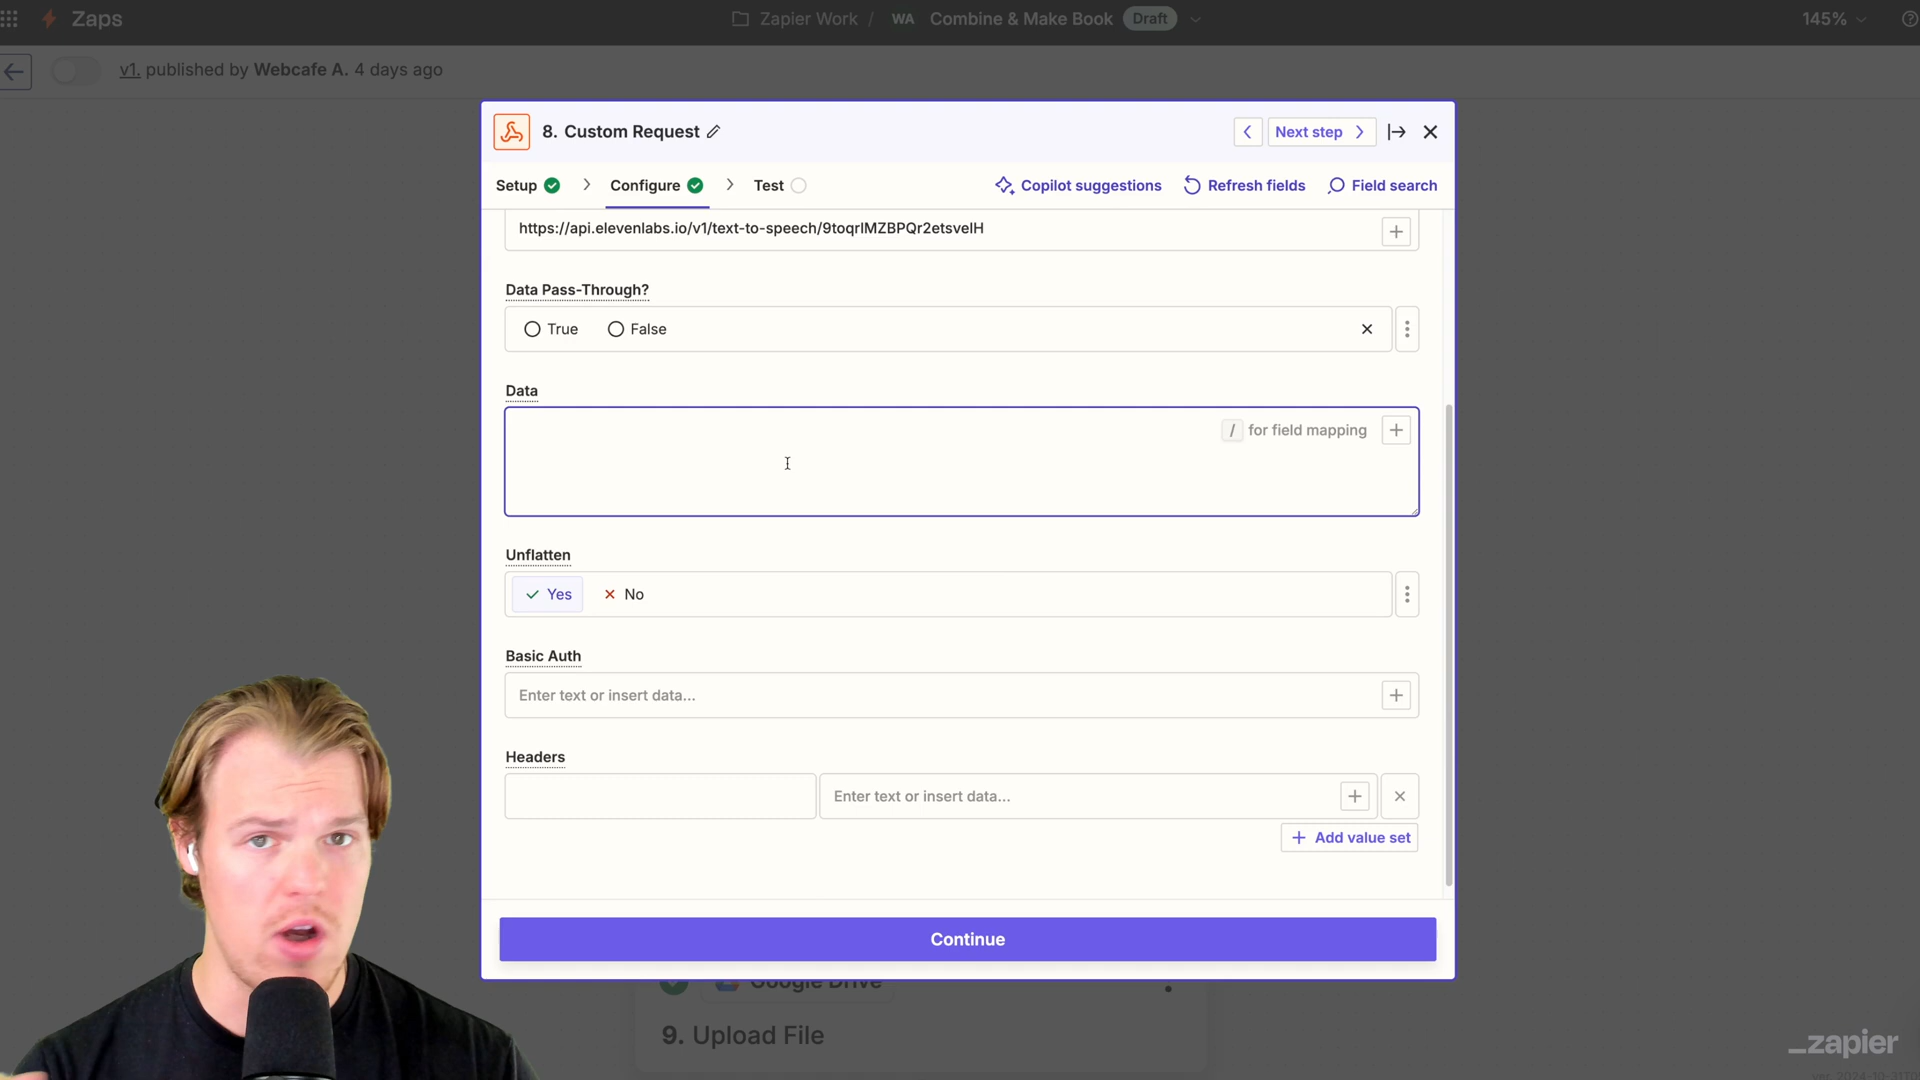 Zaps
Zapier Work / WA Combine & Make Book Draft
145%
v1. published by Webcafe A. 4 days ago
8. Custom Request
Next step
Setup
Configure
Test
Copilot suggestions
Refresh fields
Field search
https://api.elevenlabs.io/v1/text-to-speech/9toqrIMZBPQr2etsveIH
Data Pass-Through?
True
False
Data
/ for field mapping
Unflatten
Yes
No
Basic Auth
Enter text or insert data...
Headers
Enter text or insert data...
Add value set
Continue
Google Drive
9. Upload File
_zapier